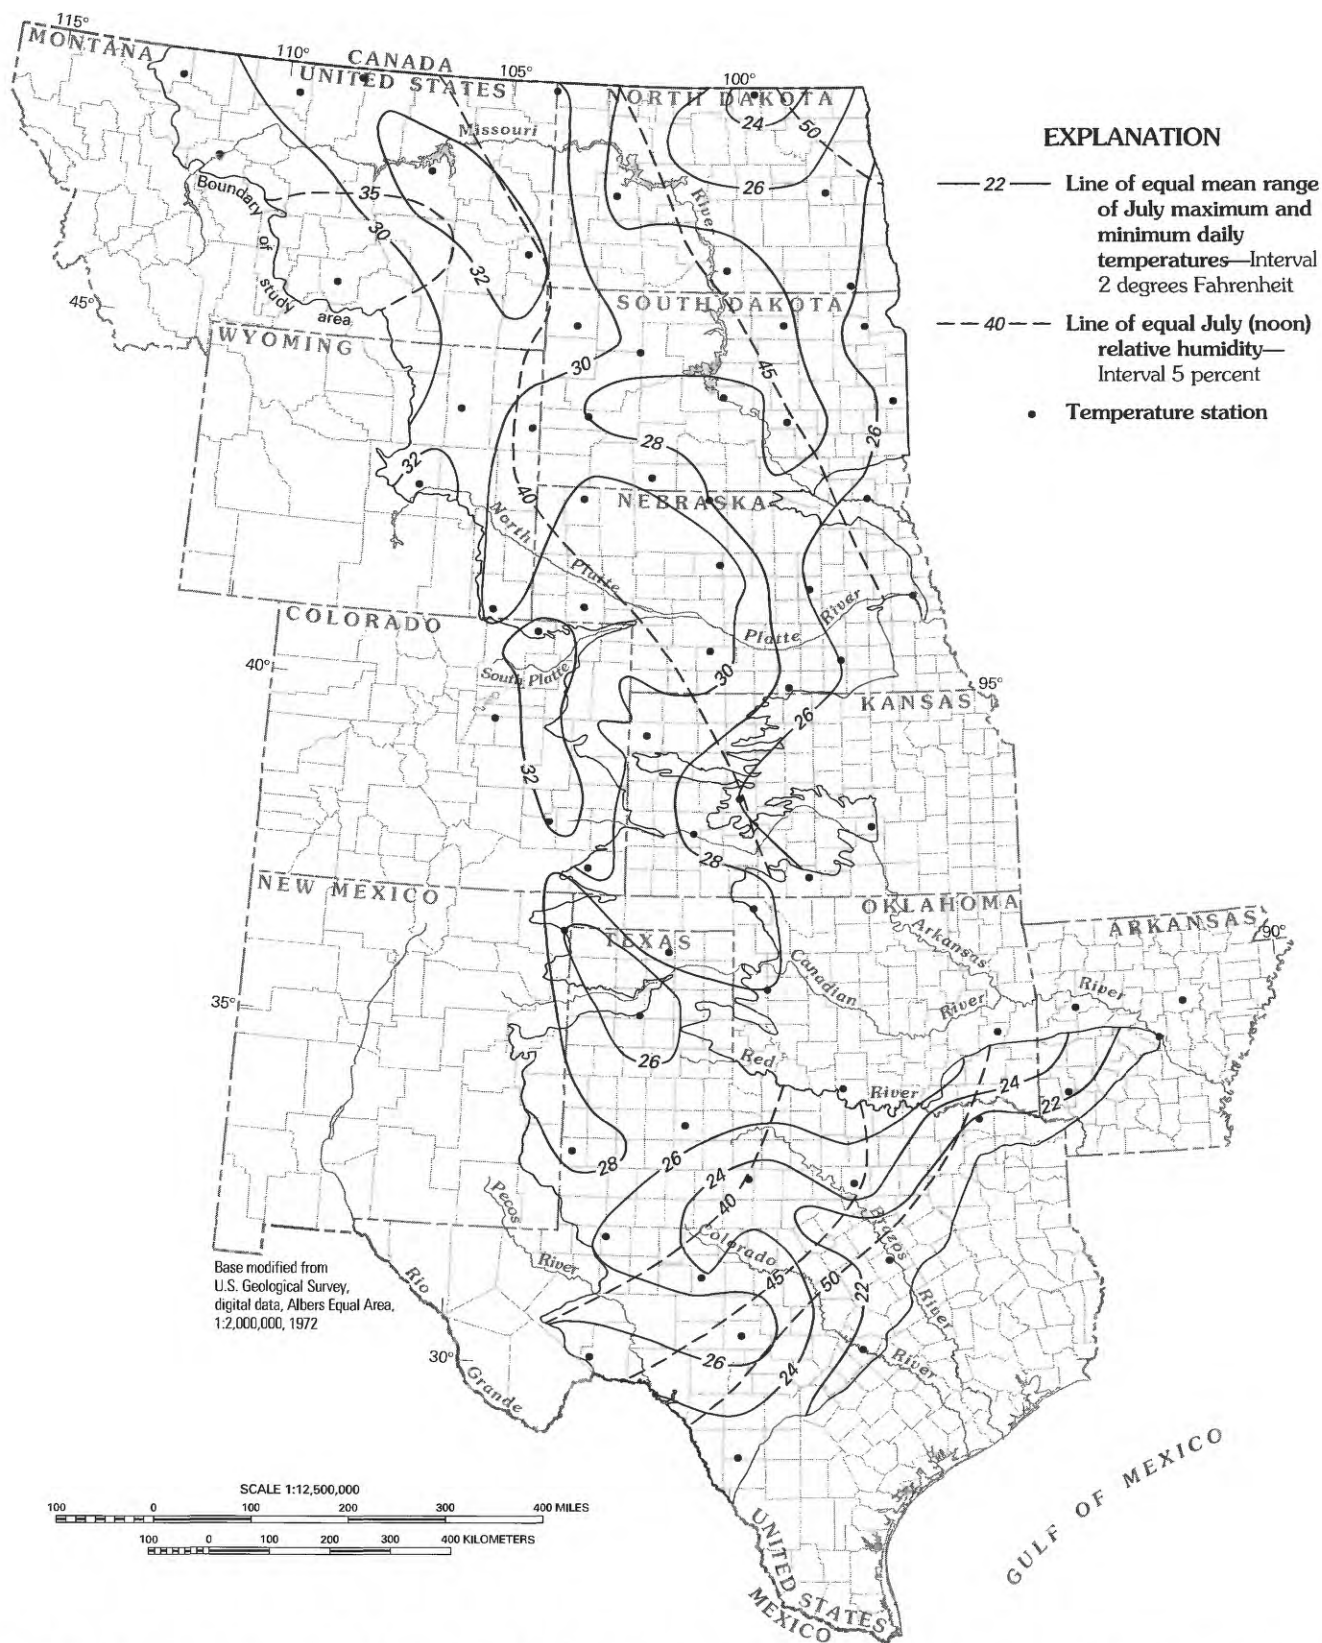 115°
MONTANA
110°
CANADA
UNITED STATES
105°
100°
NORTH DAKOTA
24
50
26
Missouri
River
Boundary
of
study
area
35
30
32
45°
WYOMING
SOUTH DAKOTA
30
45
28
26
32
40
NEBRASKA
North
Platte
Platte
River
COLORADO
40°
South Platte
30
95°
KANSAS
26
32
28
NEW MEXICO
OKLAHOMA
TEXAS
ARKANSAS
90°
Arkansas
River
Canadian
River
35°
26
Red
River
24
22
28
26
24
40
Pecos
River
Colorado
Brazos
River
45
50
22
River
26
24
Rio
Grande
30°
Base modified from
U.S. Geological Survey,
digital data, Albers Equal Area,
1:2,000,000, 1972
SCALE 1:12,500,000
100 0 100 200 300 400 MILES
100 0 100 200 300 400 KILOMETERS
UNITED STATES
MEXICO
GULF OF MEXICO
EXPLANATION
22 Line of equal mean range
of July maximum and
minimum daily
temperatures—Interval
2 degrees Fahrenheit
40 Line of equal July (noon)
relative humidity—
Interval 5 percent
Temperature station